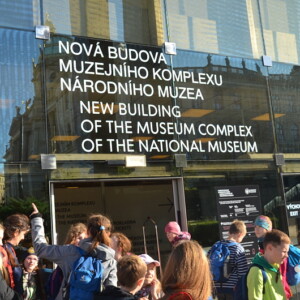 NOVÁ BUDOVA
MUZEJNÍHO KOMPLEXU
NÁRODNÍHO MUZEA
NEW BUILDING
OF THE MUSEUM COMPLEX
OF THE NATIONAL MUSEUM